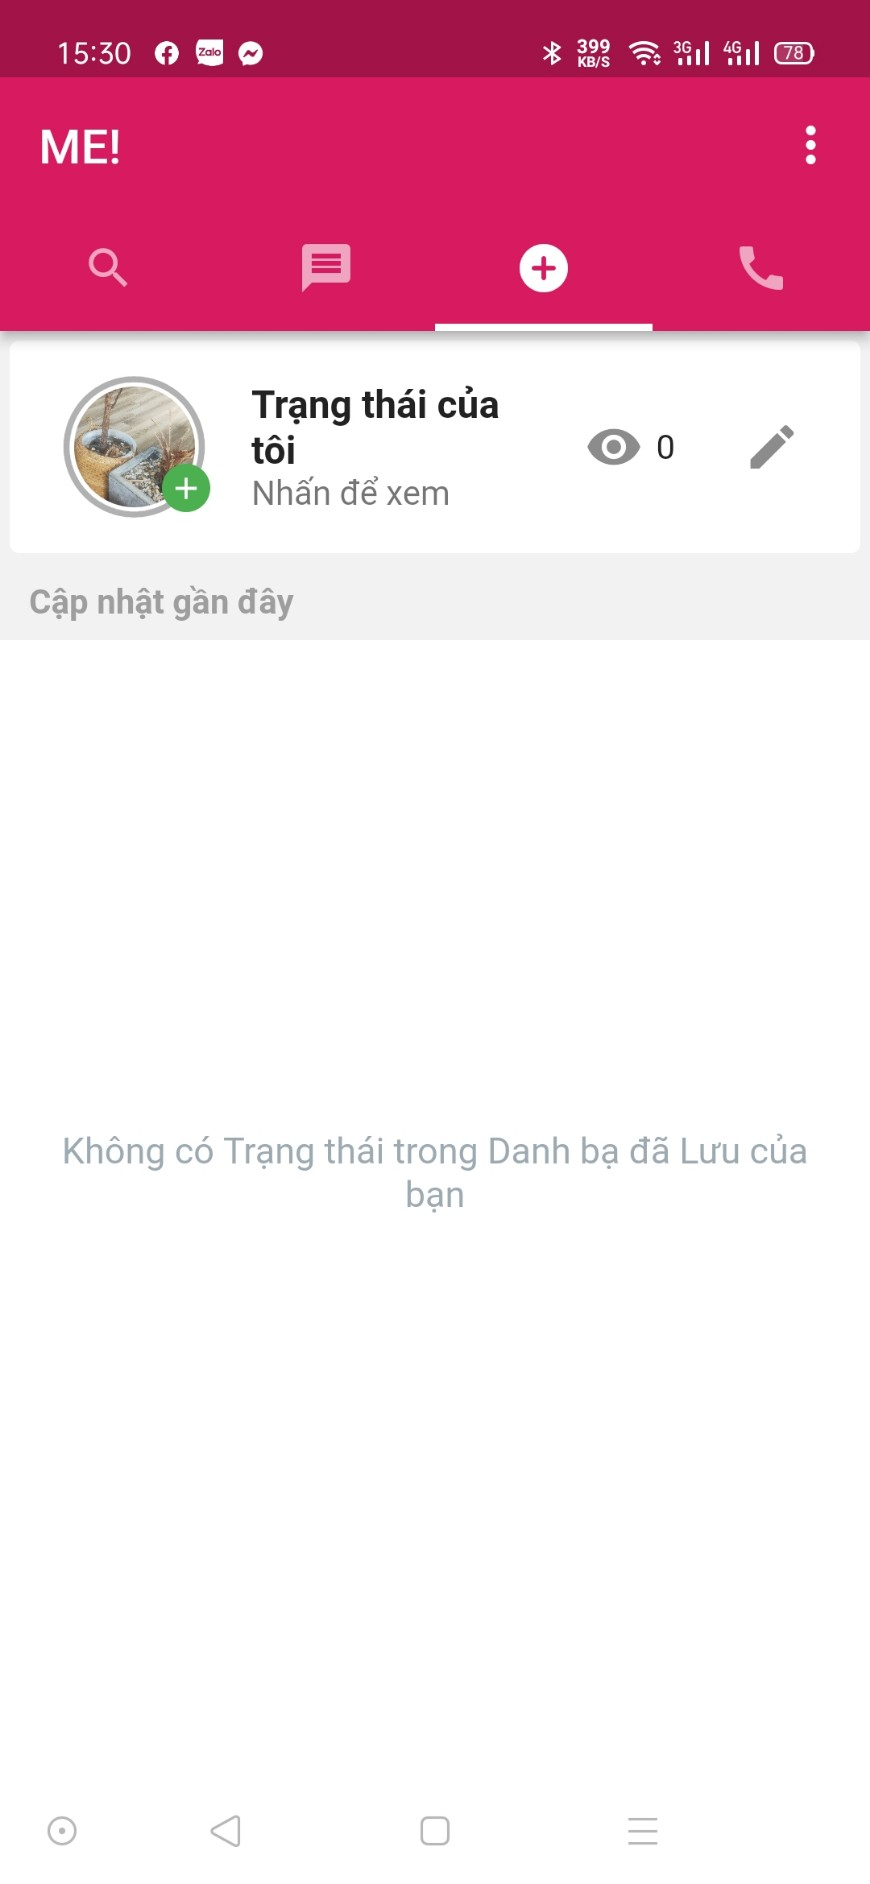 15:30 Zalo 399 KB/S 3G 4G 78
ME!
Trạng thái của
tôi
Nhấn để xem
0
Cập nhật gần đây
Không có Trạng thái trong Danh bạ đã Lưu của
bạn